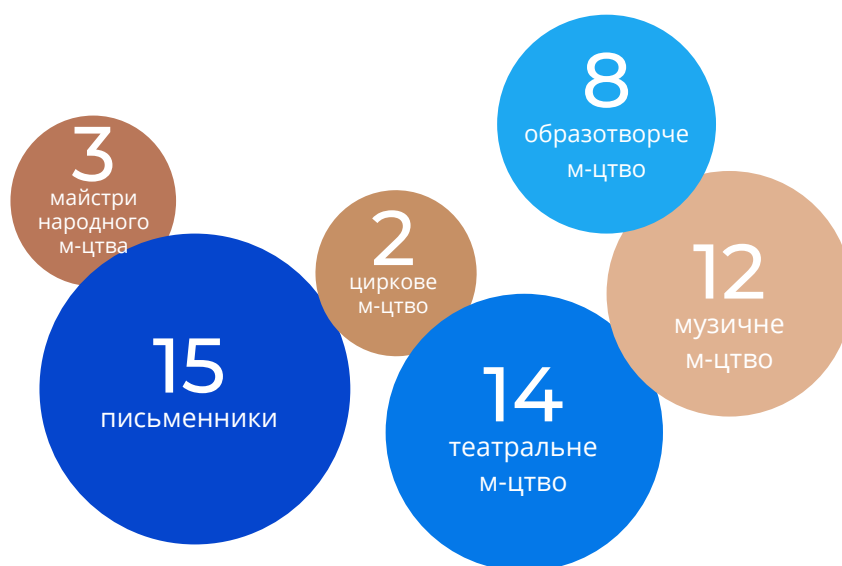 8
образотворче
м-цтво
3
майстри
народного
м-цтва
2
циркове
м-цтво
12
музичне
м-цтво
15
письменники
14
театральне
м-цтво